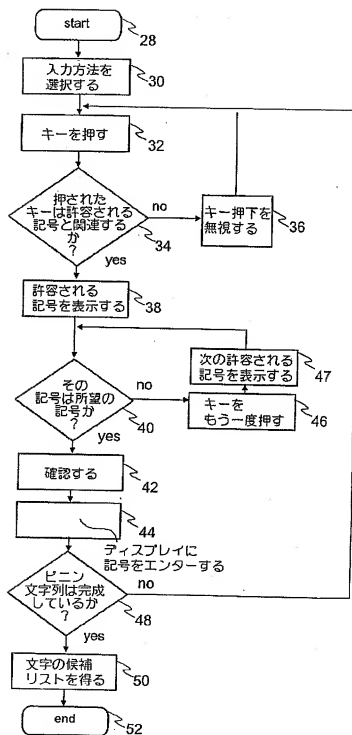 start
28
入力方法を
選択する
30
キーを押す
32
押された
キーは許容される
記号と関連する
か
?
34
no
キー押下を
無視する
36
yes
許容される
記号を表示する
38
次の許容される
記号を表示する
47
その
記号は所望の
記号か
?
40
no
キーを
もう一度押す
46
yes
確認する
42
44
ディスプレイに
記号をエンターする
ピニン
文字列は完成
しているか
?
48
no
yes
文字の候補
リストを得る
50
end
52